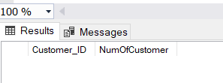 100 %
Results Messages
Customer_ID NumOfCustomer